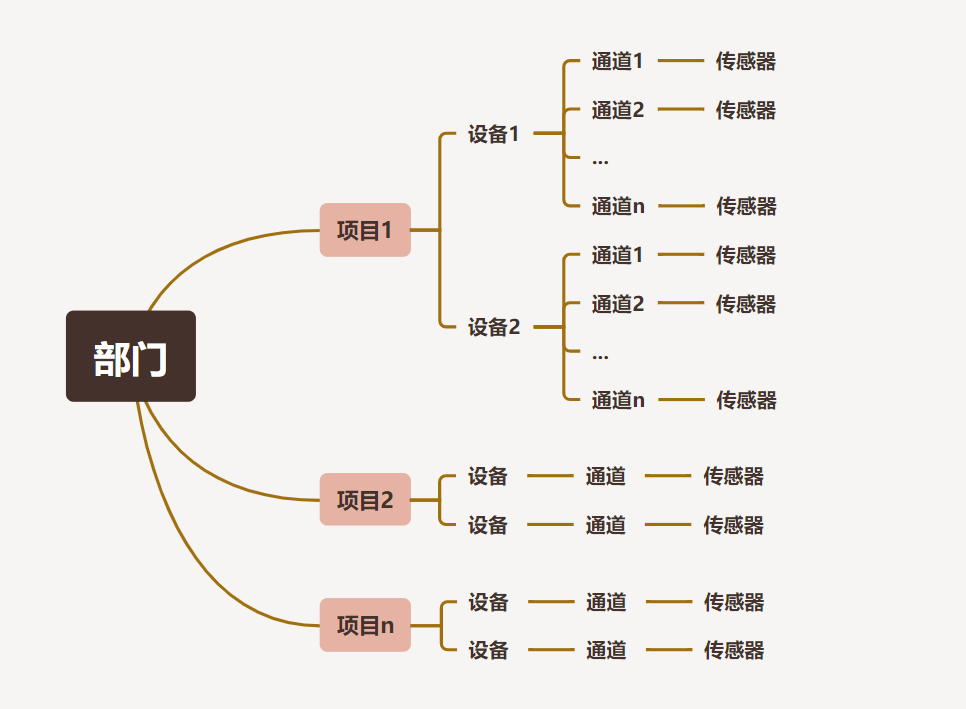 部门
项目1
设备1
通道1
传感器
通道2
传感器
...
通道n
传感器
设备2
通道1
传感器
通道2
传感器
...
通道n
传感器
项目2
设备
通道
传感器
设备
通道
传感器
项目n
设备
通道
传感器
设备
通道
传感器